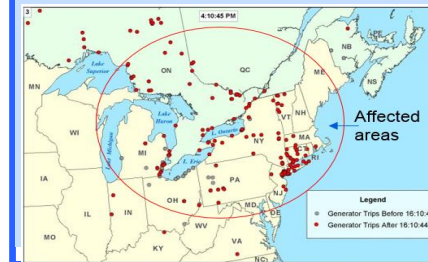 3
4:10:45 PM
Lake Superior
ON
QC
NB
ME
NS
MN
WI
Lake Huron
VT
NH
L. Ontario
Lake Michigan
MI
NY
MA
CT
RI
L. Erie
IA
PA
NJ
IL
IN
OH
MD
DE
WV
MO
KY
VA
NC
Affected areas
Legend
Generator Trips Before 16:10:4
Generator Trips After 16:10:44